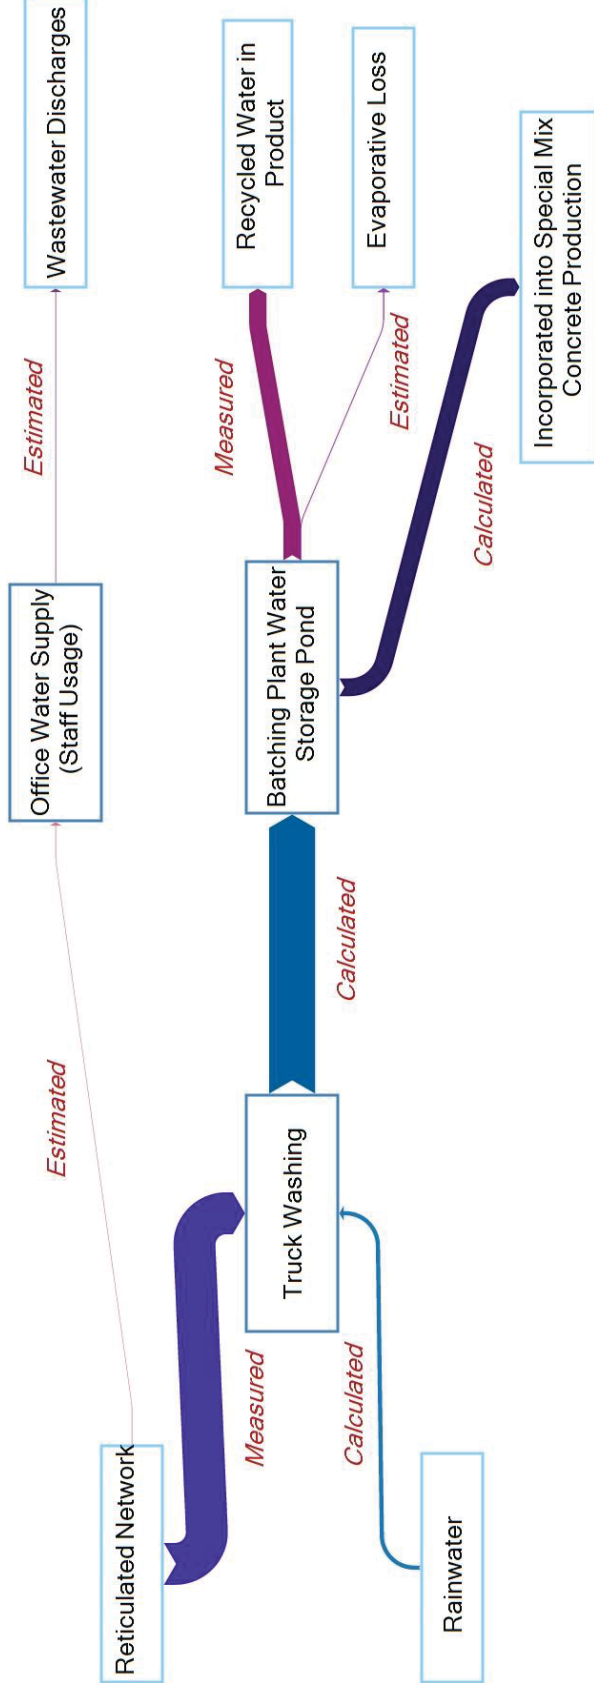 Reticulated Network
Estimated
Office Water Supply
(Staff Usage)
Estimated
Wastewater Discharges
Measured
Truck Washing
Calculated
Rainwater
Calculated
Batching Plant Water
Storage Pond
Measured
Recycled Water in
Product
Estimated
Evaporative Loss
Calculated
Incorporated into Special Mix
Concrete Production